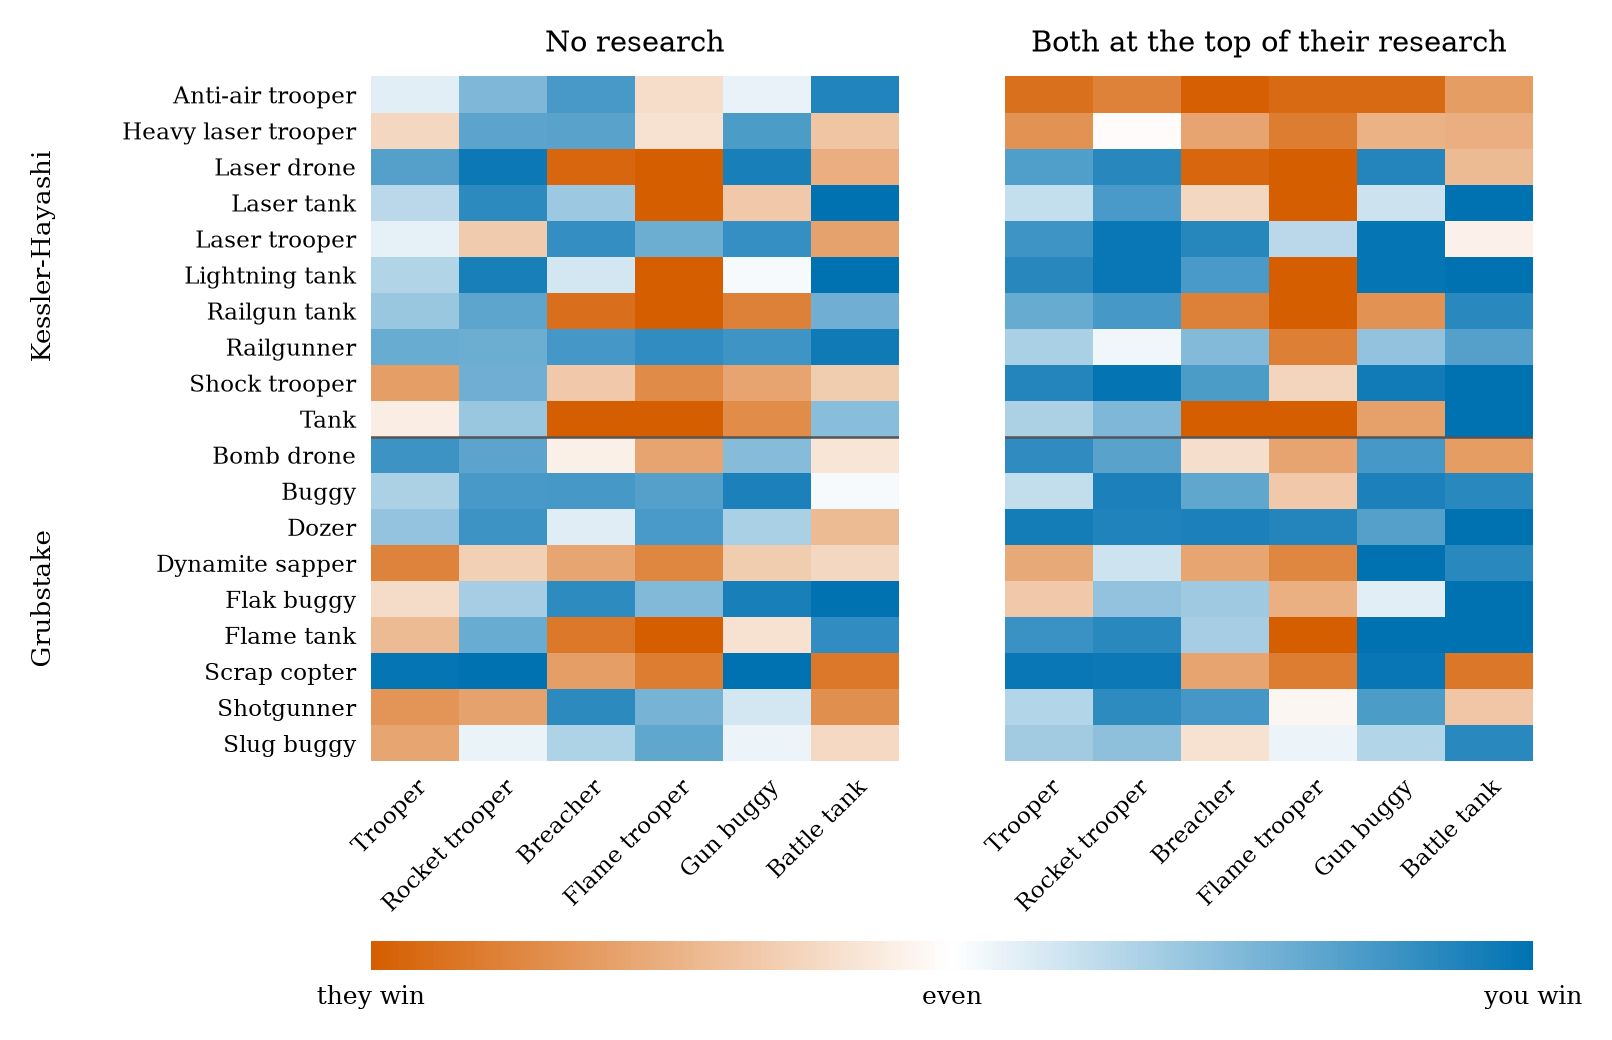 No research
Both at the top of their research
Kessler-Hayashi
Anti-air trooper
Heavy laser trooper
Laser drone
Laser tank
Laser trooper
Lightning tank
Railgun tank
Railgunner
Shock trooper
Tank
Grubstake
Bomb drone
Buggy
Dozer
Dynamite sapper
Flak buggy
Flame tank
Scrap copter
Shotgunner
Slug buggy
Trooper
Rocket trooper
Breacher
Flame trooper
Gun buggy
Battle tank
Trooper
Rocket trooper
Breacher
Flame trooper
Gun buggy
Battle tank
they win
even
you win